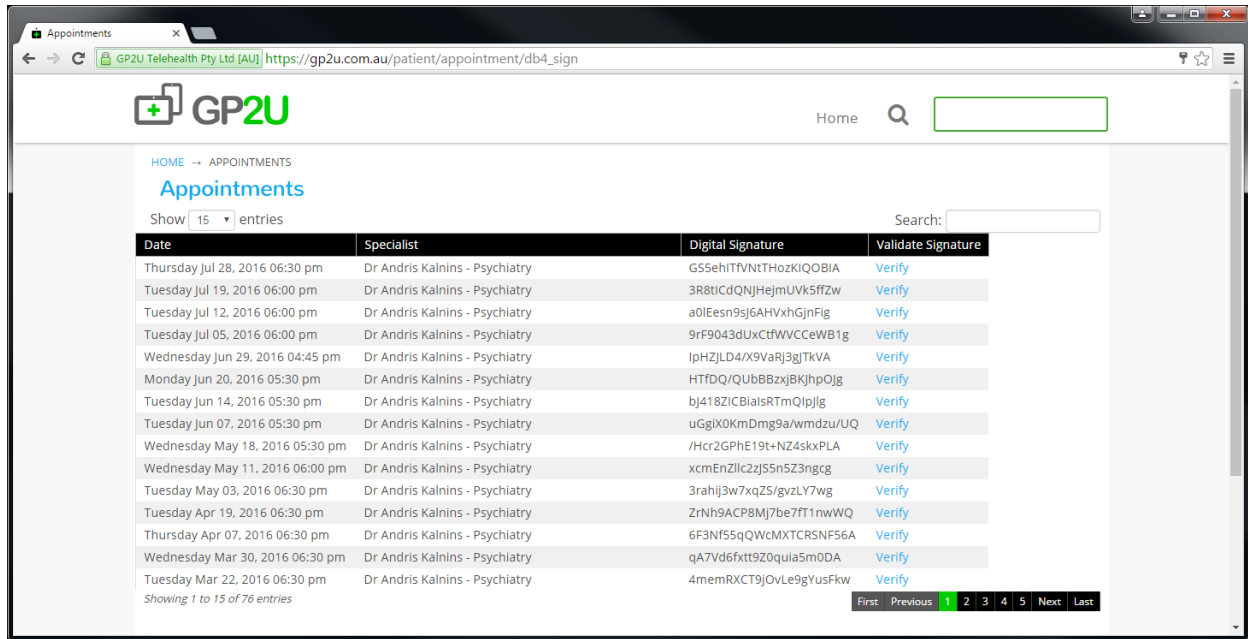 Appointments
GP2U Telehealth Pty Ltd [AU] https://gp2u.com.au/patient/appointment/db4_sign
GP2U
Home
HOME → APPOINTMENTS
Appointments
Show 15 entries Search:
Date Specialist Digital Signature Validate Signature
Thursday Jul 28, 2016 06:30 pm Dr Andris Kalnins - Psychiatry GS5ehITfVNtTHozKIQOBIA Verify
Tuesday Jul 19, 2016 06:00 pm Dr Andris Kalnins - Psychiatry 3R8tICdQNJHejmUVk5ffZw Verify
Tuesday Jul 12, 2016 06:00 pm Dr Andris Kalnins - Psychiatry a0lEesn9sJ6AHVxhGjnFig Verify
Tuesday Jul 05, 2016 06:00 pm Dr Andris Kalnins - Psychiatry 9rF9043dUxCtfWVCCeWB1g Verify
Wednesday Jun 29, 2016 04:45 pm Dr Andris Kalnins - Psychiatry IpHZJLD4/X9VaRj3gJTkVA Verify
Monday Jun 20, 2016 05:30 pm Dr Andris Kalnins - Psychiatry HTfDQ/QUbBBzxjBKJhpOJg Verify
Tuesday Jun 14, 2016 05:30 pm Dr Andris Kalnins - Psychiatry bJ418ZICBiaIsRTmQIpJlg Verify
Tuesday Jun 07, 2016 05:30 pm Dr Andris Kalnins - Psychiatry uGgiX0KmDmg9a/wmdzu/UQ Verify
Wednesday May 18, 2016 05:30 pm Dr Andris Kalnins - Psychiatry /Hcr2GPhE19t+NZ4skxPLA Verify
Wednesday May 11, 2016 06:00 pm Dr Andris Kalnins - Psychiatry xcmEnZllc2zJS5n5Z3ngcg Verify
Tuesday May 03, 2016 06:30 pm Dr Andris Kalnins - Psychiatry 3rahij3w7xqZS/gvzLY7wg Verify
Tuesday Apr 19, 2016 06:30 pm Dr Andris Kalnins - Psychiatry ZrNh9ACP8Mj7be7fT1nwWQ Verify
Thursday Apr 07, 2016 06:30 pm Dr Andris Kalnins - Psychiatry 6F3Nf55qQWcMXTCRSNF56A Verify
Wednesday Mar 30, 2016 06:30 pm Dr Andris Kalnins - Psychiatry qA7Vd6fxtt9Z0quia5m0DA Verify
Tuesday Mar 22, 2016 06:30 pm Dr Andris Kalnins - Psychiatry 4memRXCT9jOvLe9gYusFkw Verify
Showing 1 to 15 of 76 entries First Previous 1 2 3 4 5 Next Last